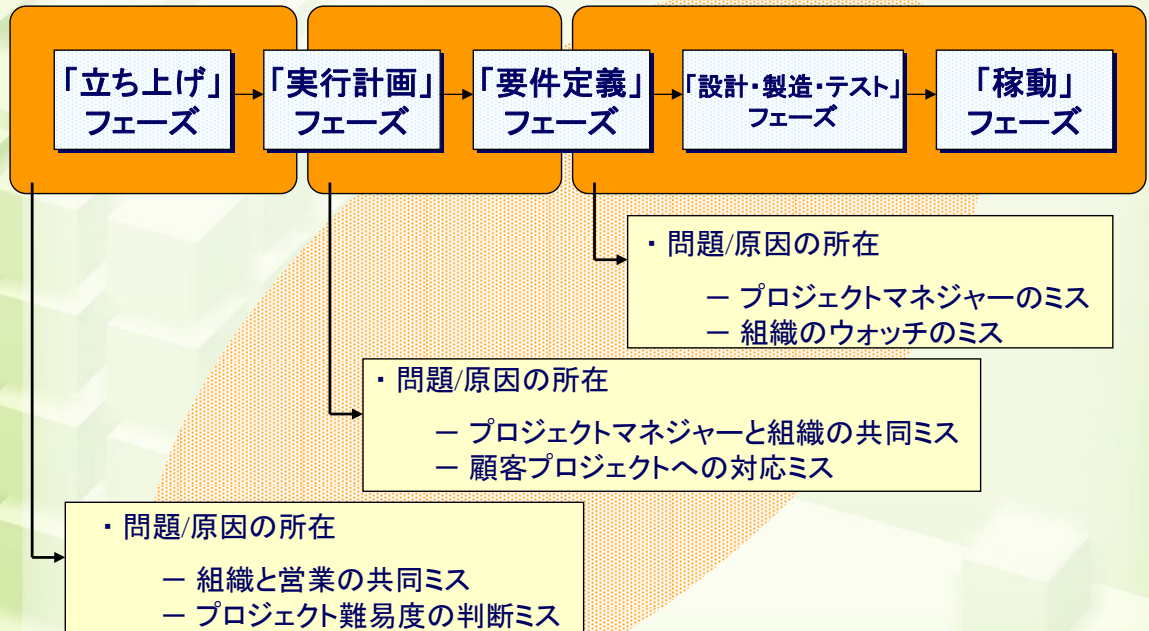 「立ち上げ」
フェーズ
「実行計画」
フェーズ
「要件定義」
フェーズ
「設計・製造・テスト」
フェーズ
「稼動」
フェーズ
・問題/原因の所在
－ プロジェクトマネジャーのミス
－ 組織のウォッチのミス
・問題/原因の所在
－ プロジェクトマネジャーと組織の共同ミス
－ 顧客プロジェクトへの対応ミス
・問題/原因の所在
－ 組織と営業の共同ミス
－ プロジェクト難易度の判断ミス